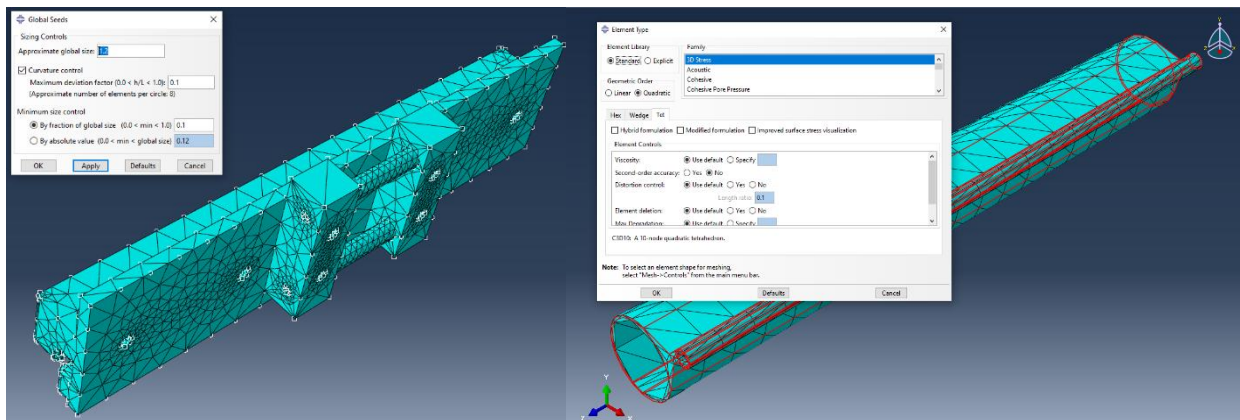 Global Seeds
Sizing Controls
Approximate global size: 1.2
Curvature control
Maximum deviation factor (0.0 < h/L < 1.0): 0.1
(Approximate number of elements per circle: 8)
Minimum size control
By fraction of global size (0.0 < min < 1.0) 0.1
By absolute value (0.0 < min < global size) 0.12
OK Apply Defaults Cancel
Element Type
Element Library
Standard Explicit
Geometric Order
Linear Quadratic
Family
3D Stress
Acoustic
Cohesive
Cohesive Pore Pressure
Hex Wedge Tet
Hybrid formulation Modified formulation Improved surface stress visualization
Element Controls
Viscosity: Use default Specify
Second-order accuracy: Yes No
Distortion control: Use default Yes No
Length ratio: 0.1
Element deletion: Use default Yes No
Max Degradation: Use default Specify
C3D10: A 10-node quadratic tetrahedron.
Note: To select an element shape for meshing,
select "Mesh->Controls" from the main menu bar.
OK Defaults Cancel
Y
Z
X
Y
Z
X